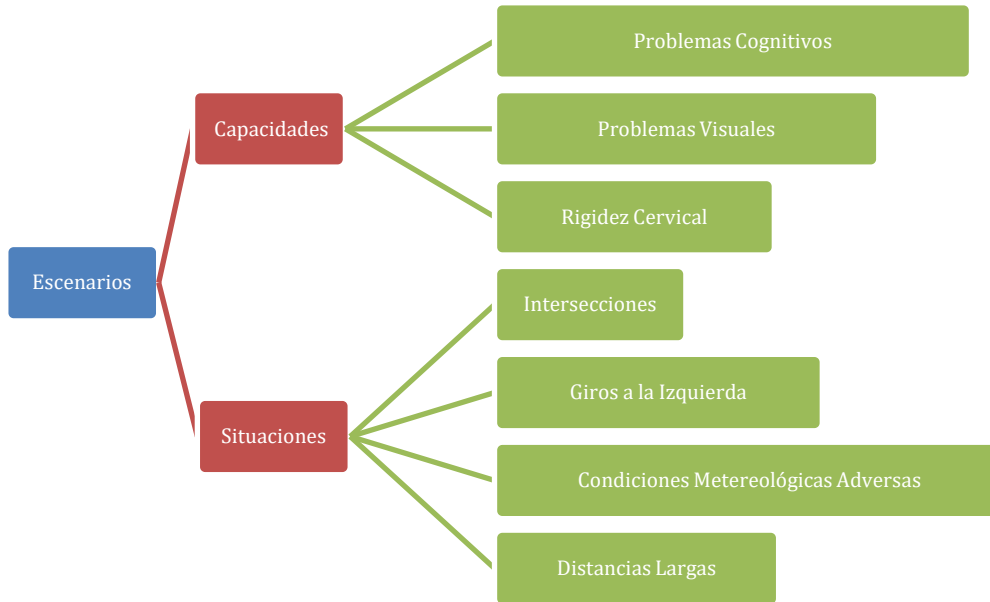 Escenarios
Capacidades
Problemas Cognitivos
Problemas Visuales
Rigidez Cervical
Situaciones
Intersecciones
Giros a la Izquierda
Condiciones Metereológicas Adversas
Distancias Largas